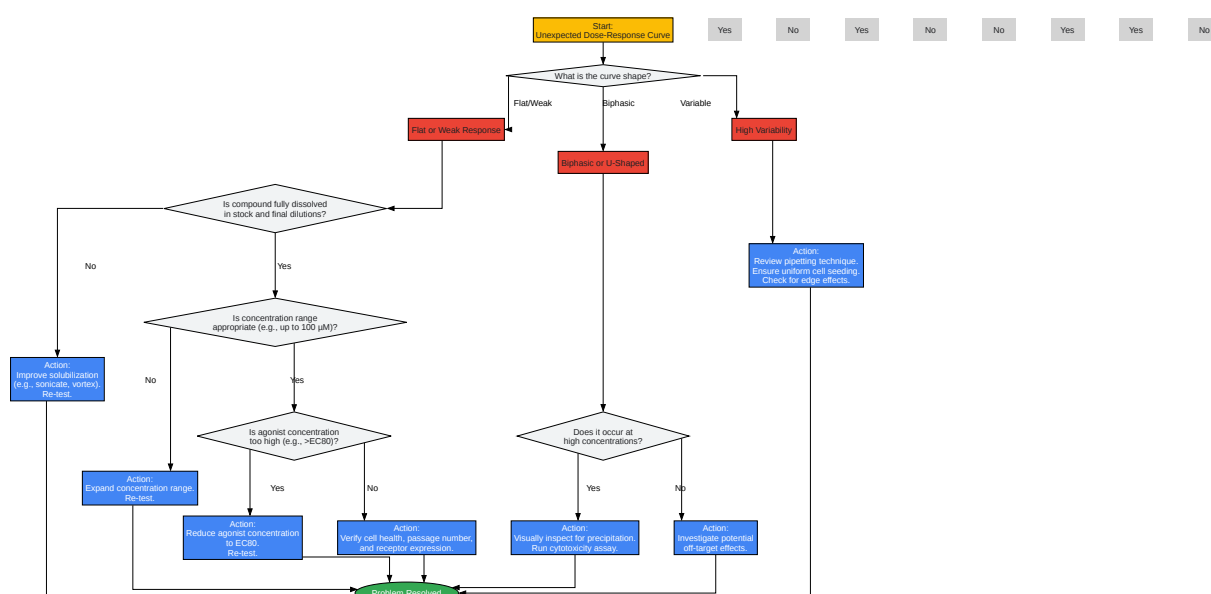 Start:
Unexpected Dose-Response Curve
Yes
No
Yes
No
No
Yes
Yes
No
What is the curve shape?
Flat/Weak
Biphasic
Variable
Flat or Weak Response
High Variability
Biphasic or U-Shaped
Is compound fully dissolved
in stock and final dilutions?
Action:
Review pipetting technique.
Ensure uniform cell seeding.
Check for edge effects.
No
Yes
Is concentration range
appropriate (e.g., up to 100 µM)?
Action:
Improve solubilization
(e.g., sonicate, vortex).
Re-test.
No
Yes
Is agonist concentration
too high (e.g., >EC80)?
Does it occur at
high concentrations?
Action:
Expand concentration range.
Re-test.
Yes
No
Yes
No
Action:
Reduce agonist concentration
to EC80.
Re-test.
Action:
Verify cell health, passage number,
and receptor expression.
Action:
Visually inspect for precipitation.
Run cytotoxicity assay.
Action:
Investigate potential
off-target effects.
Problem Resolved